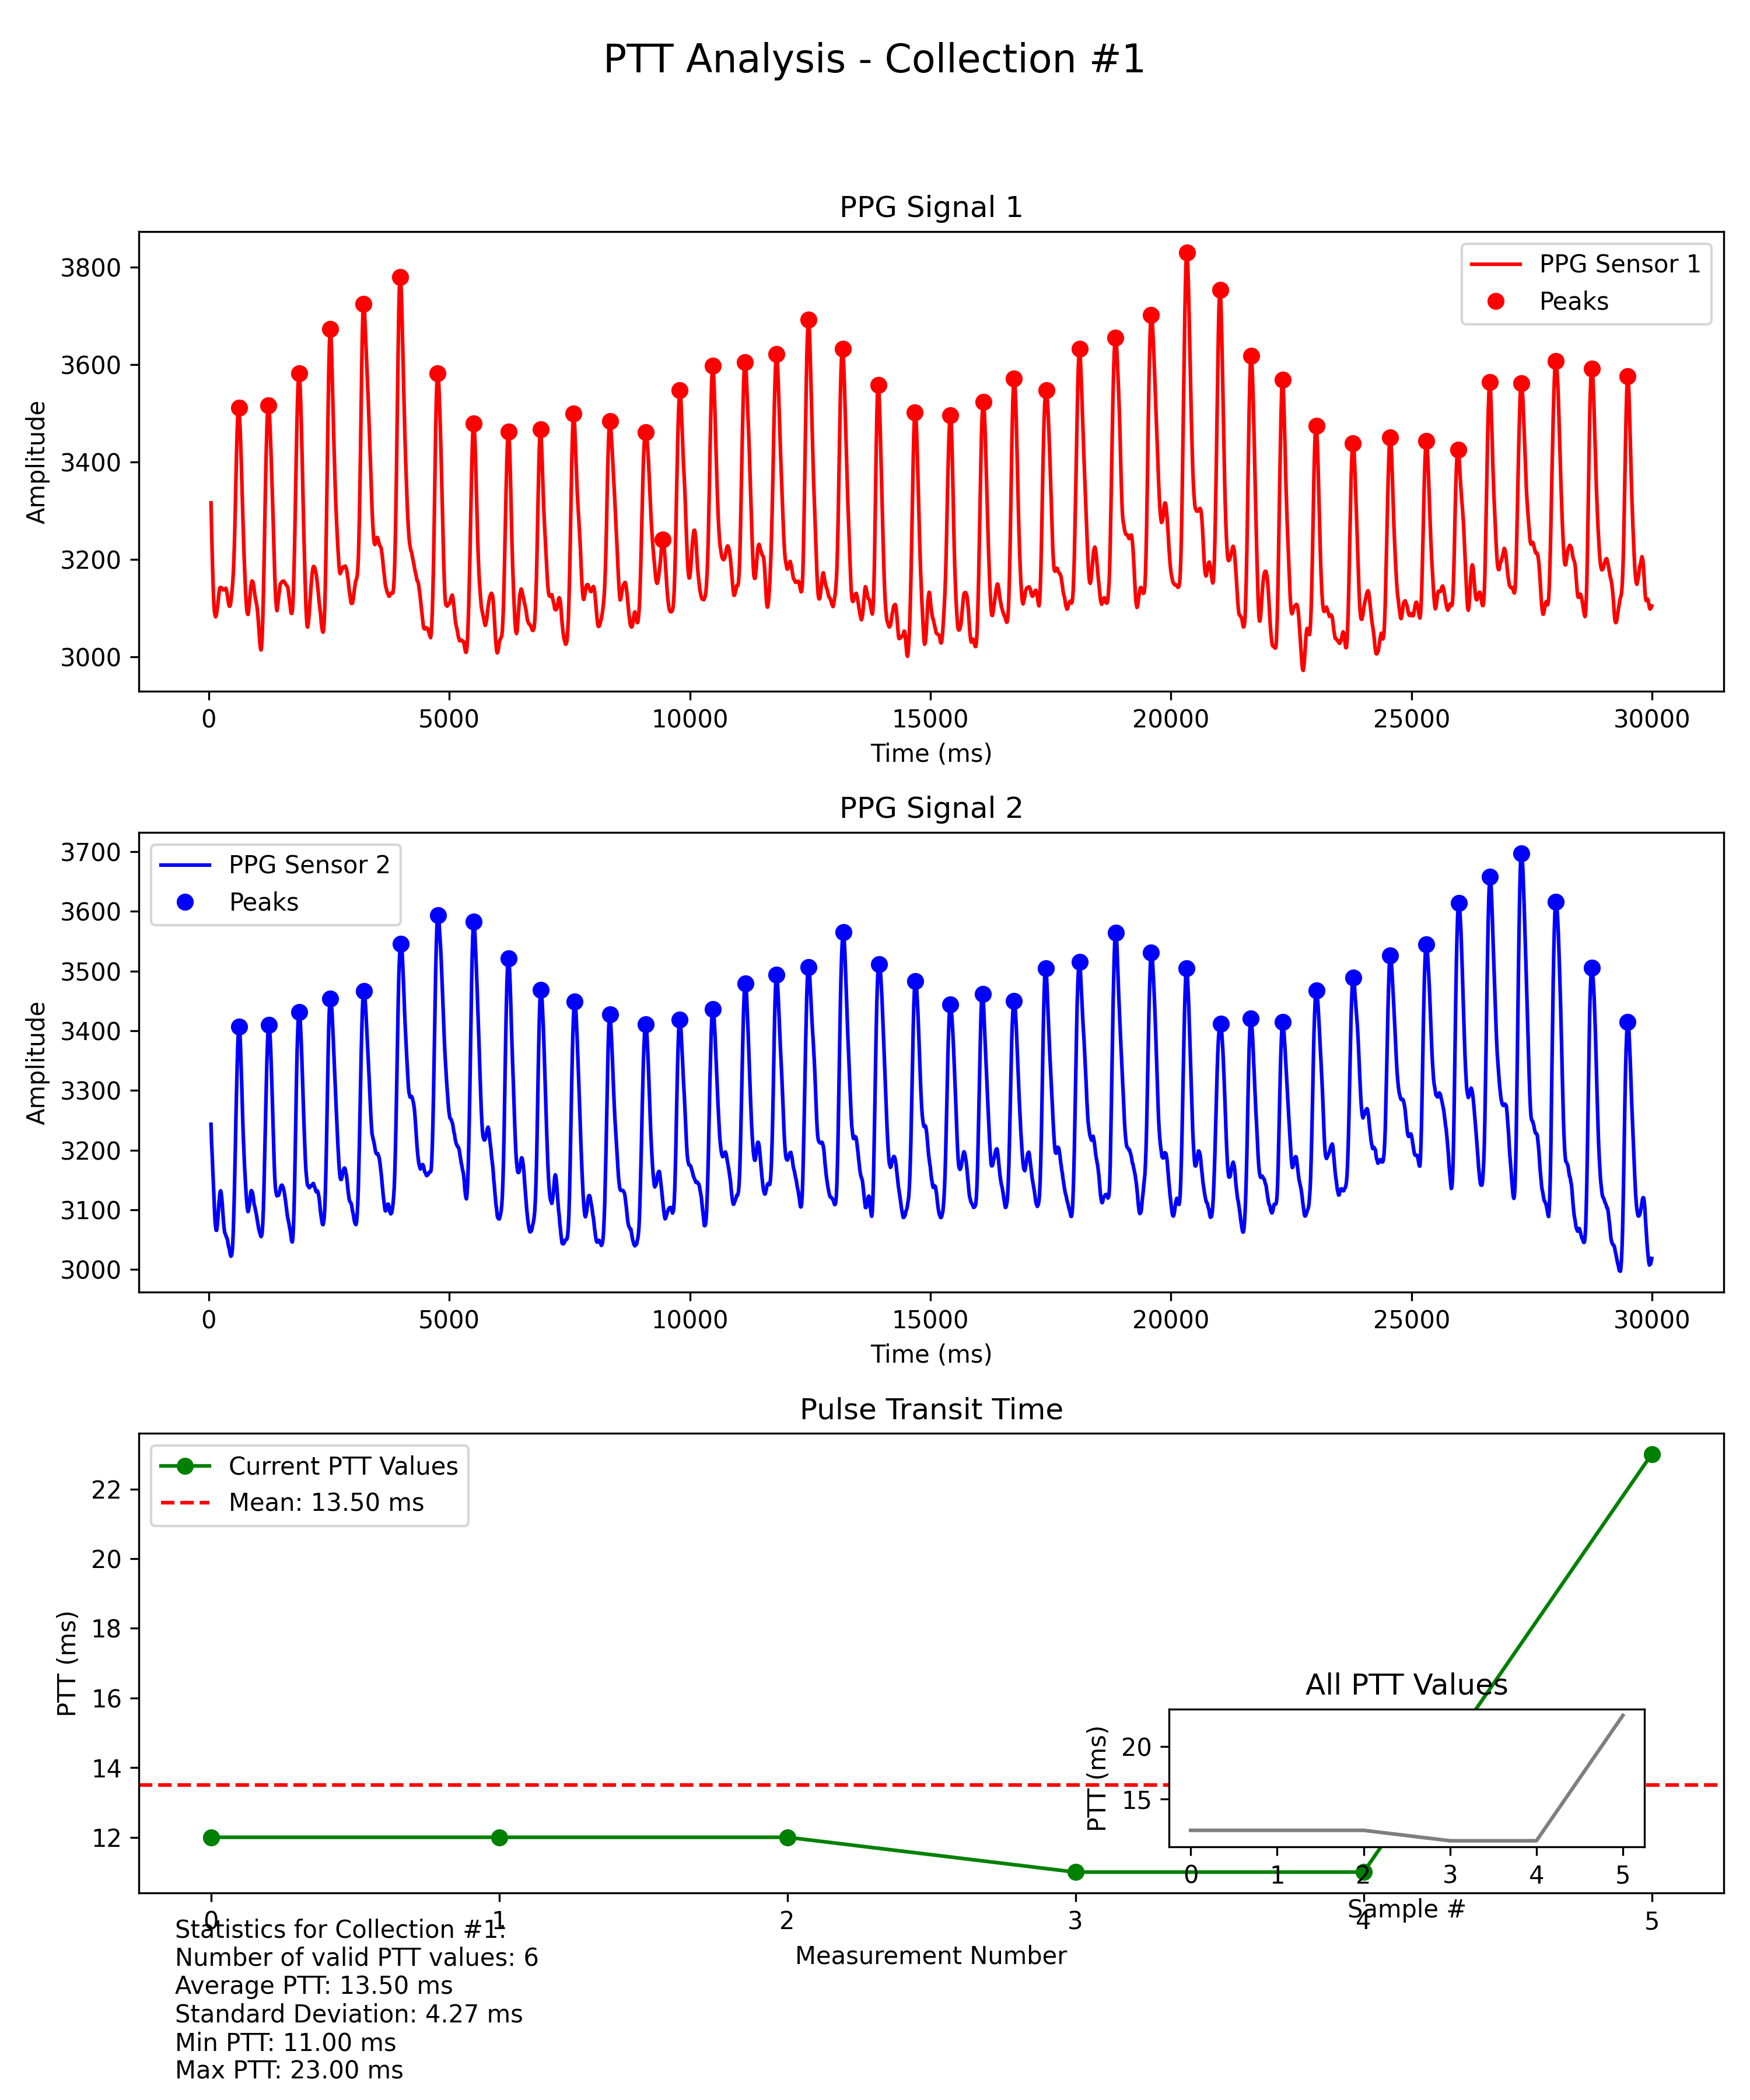 PTT Analysis - Collection #1
PPG Signal 1
3800
3600
3400
3200
3000
Amplitude
PPG Sensor 1
Peaks
0 5000 10000 15000 20000 25000 30000
Time (ms)
PPG Signal 2
3700
3600
3500
3400
3300
3200
3100
3000
Amplitude
PPG Sensor 2
Peaks
0 5000 10000 15000 20000 25000 30000
Time (ms)
Pulse Transit Time
22
20
18
16
14
12
PTT (ms)
Current PTT Values
Mean: 13.50 ms
All PTT Values
20
15
PTT (ms)
0 1 2 3 4 5
Sample #
0 1 2 3 4 5
Measurement Number
Statistics for Collection #1:
Number of valid PTT values: 6
Average PTT: 13.50 ms
Standard Deviation: 4.27 ms
Min PTT: 11.00 ms
Max PTT: 23.00 ms